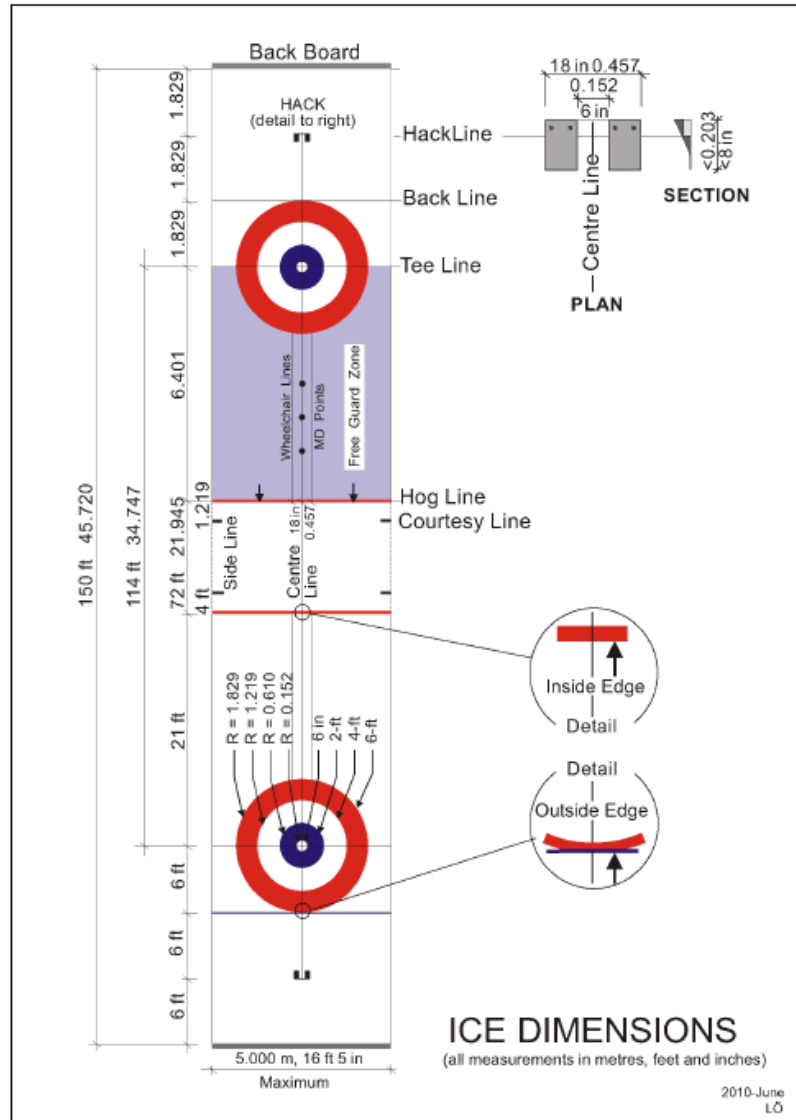 Back Board
18 in 0.457
0.152
6 in
HACK
(detail to right)
HackLine
<0.203
<8 in
SECTION
Centre Line
PLAN
Back Line
Tee Line
1.829
1.829
1.829
6.401
Wheelchair Lines
MD Points
Free Guard Zone
Hog Line
Courtesy Line
150 ft 45.720
114 ft 34.747
72 ft 21.945
4 ft 1.219
Side Line
Centre
Line
18 in
0.457
Inside Edge
Detail
21 ft
R = 1.829
R = 1.219
R = 0.610
R = 0.152
6 in
2-ft
4-ft
6-ft
Detail
Outside Edge
6 ft
6 ft
6 ft
5.000 m, 16 ft 5 in
Maximum
ICE DIMENSIONS
(all measurements in metres, feet and inches)
2010-June
LÖ